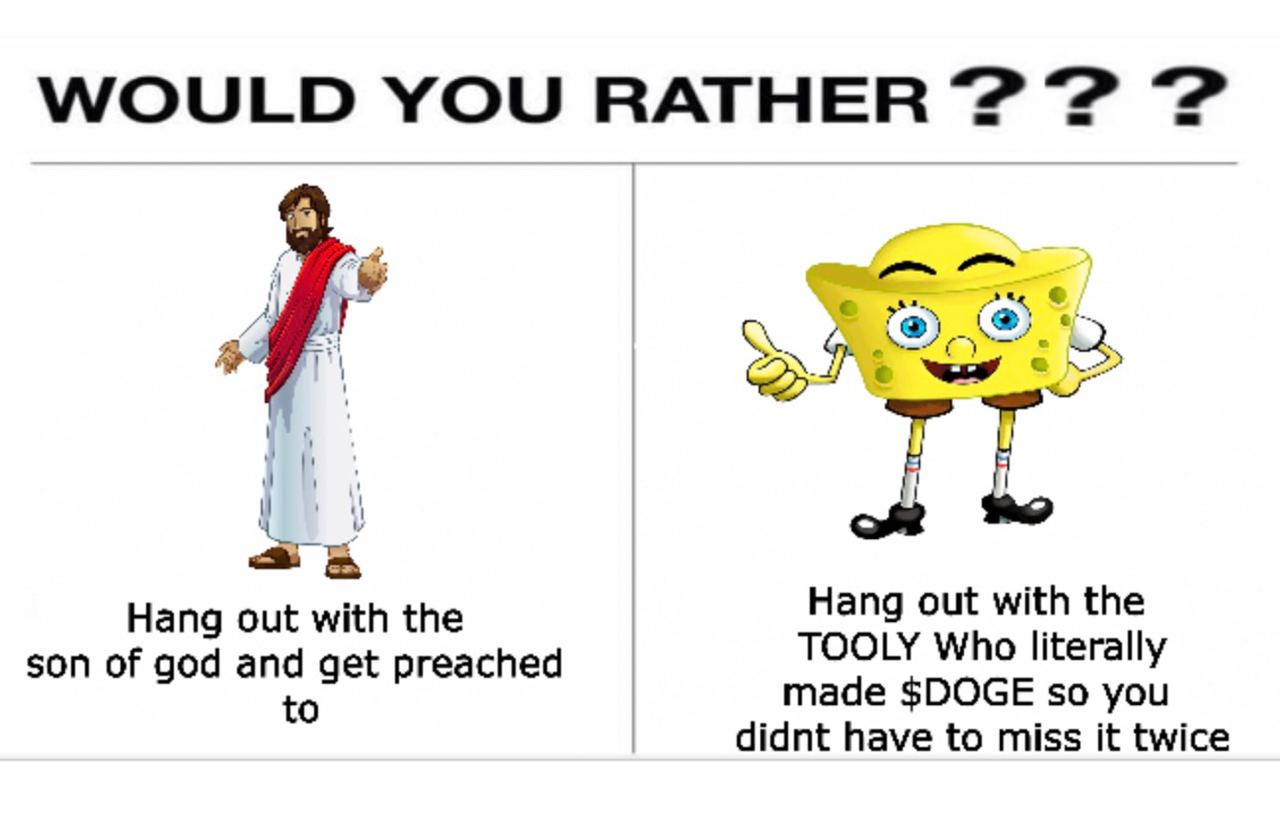 WOULD YOU RATHER ? ? ?
Hang out with the
son of god and get preached
to
Hang out with the
TOOLY Who literally
made $DOGE so you
didnt have to miss it twice